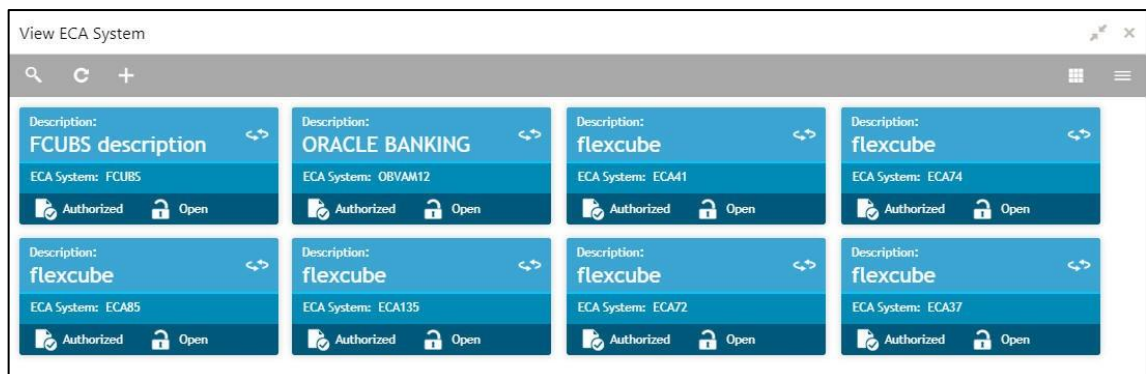 View ECA System
Description: Description: Description: Description:
FCUBS description ORACLE BANKING flexcube flexcube
ECA System: FCUBS ECA System: OBVAM12 ECA System: ECA41 ECA System: ECA74
Authorized Open Authorized Open Authorized Open Authorized Open
Description: Description: Description: Description:
flexcube flexcube flexcube flexcube
ECA System: ECA85 ECA System: ECA135 ECA System: ECA72 ECA System: ECA37
Authorized Open Authorized Open Authorized Open Authorized Open